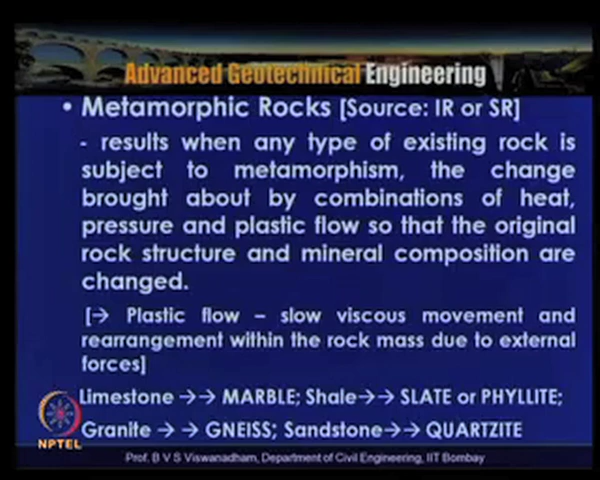 Advanced Geotechnical Engineering
• Metamorphic Rocks [Source: IR or SR]
- results when any type of existing rock is
subject to metamorphism, the change
brought about by combinations of heat,
pressure and plastic flow so that the original
rock structure and mineral composition are
changed.
[→ Plastic flow – slow viscous movement and
rearrangement within the rock mass due to external
forces]
Limestone →→ MARBLE; Shale→→ SLATE or PHYLLITE;
Granite → → GNEISS; Sandstone→→ QUARTZITE
NPTEL
Prof. B V S Viswanadham, Department of Civil Engineering, IIT Bombay